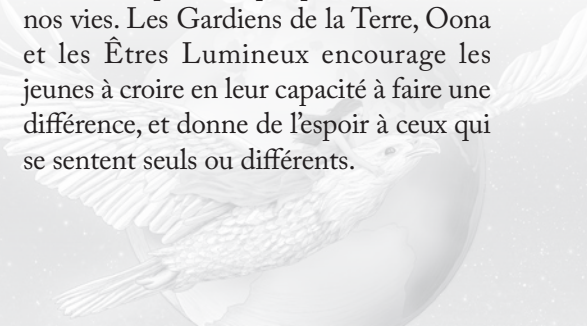 nos vies. Les Gardiens de la Terre, Oona
et les Êtres Lumineux encourage les
jeunes à croire en leur capacité à faire une
différence, et donne de l’espoir à ceux qui
se sentent seuls ou différents.